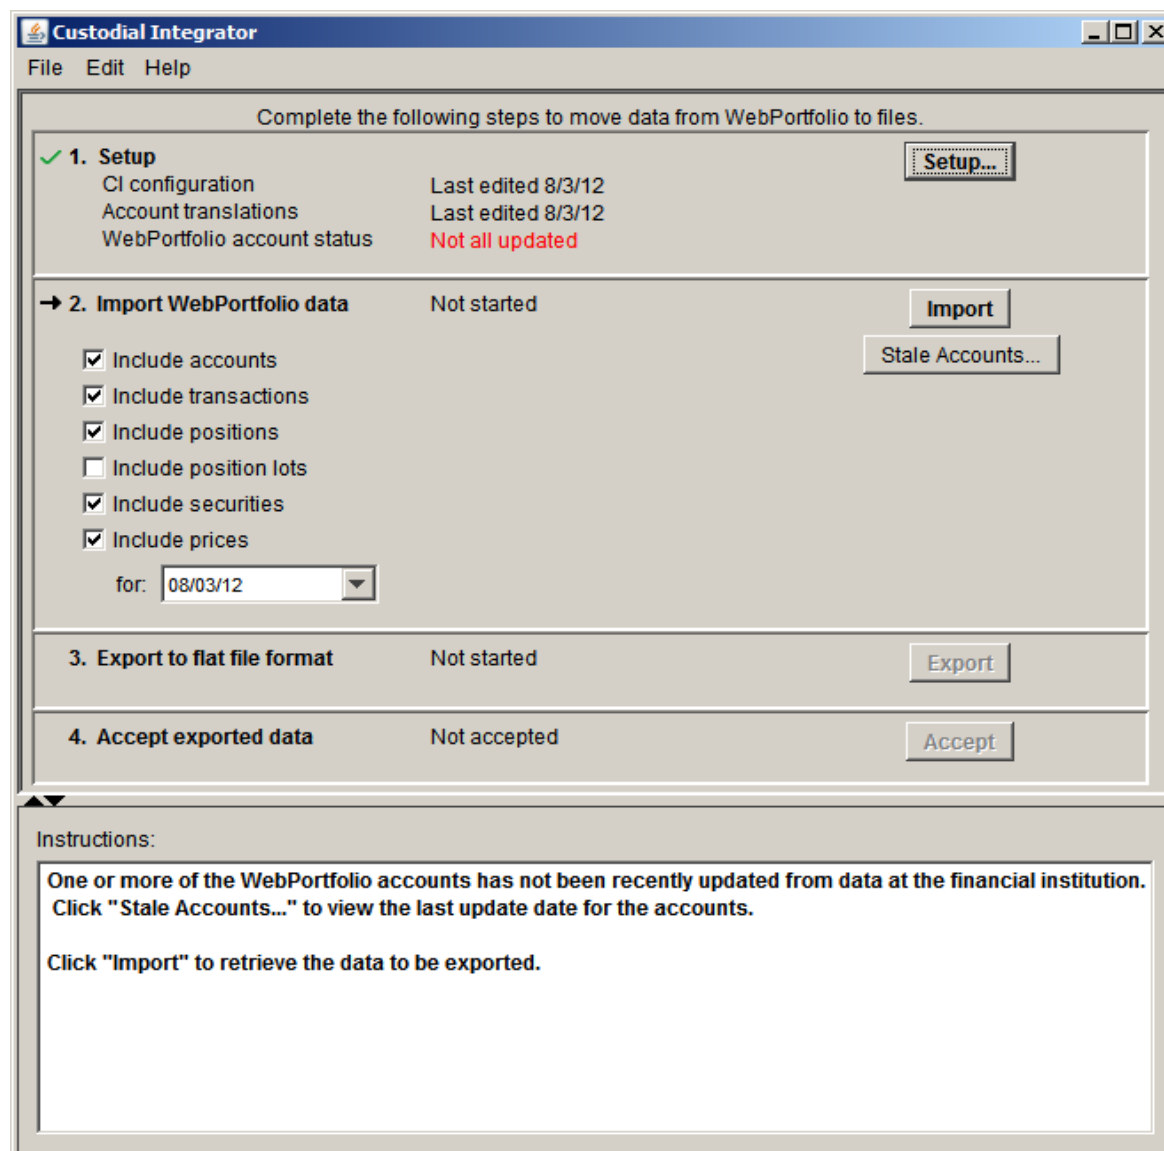 Custodial Integrator
File Edit Help
Complete the following steps to move data from WebPortfolio to files.
1. Setup
Setup...
CI configuration Last edited 8/3/12
Account translations Last edited 8/3/12
WebPortfolio account status Not all updated
2. Import WebPortfolio data Not started Import
Stale Accounts...
Include accounts
Include transactions
Include positions
Include position lots
Include securities
Include prices
for: 08/03/12
3. Export to flat file format Not started Export
4. Accept exported data Not accepted Accept
Instructions:
One or more of the WebPortfolio accounts has not been recently updated from data at the financial institution.
Click "Stale Accounts..." to view the last update date for the accounts.
Click "Import" to retrieve the data to be exported.